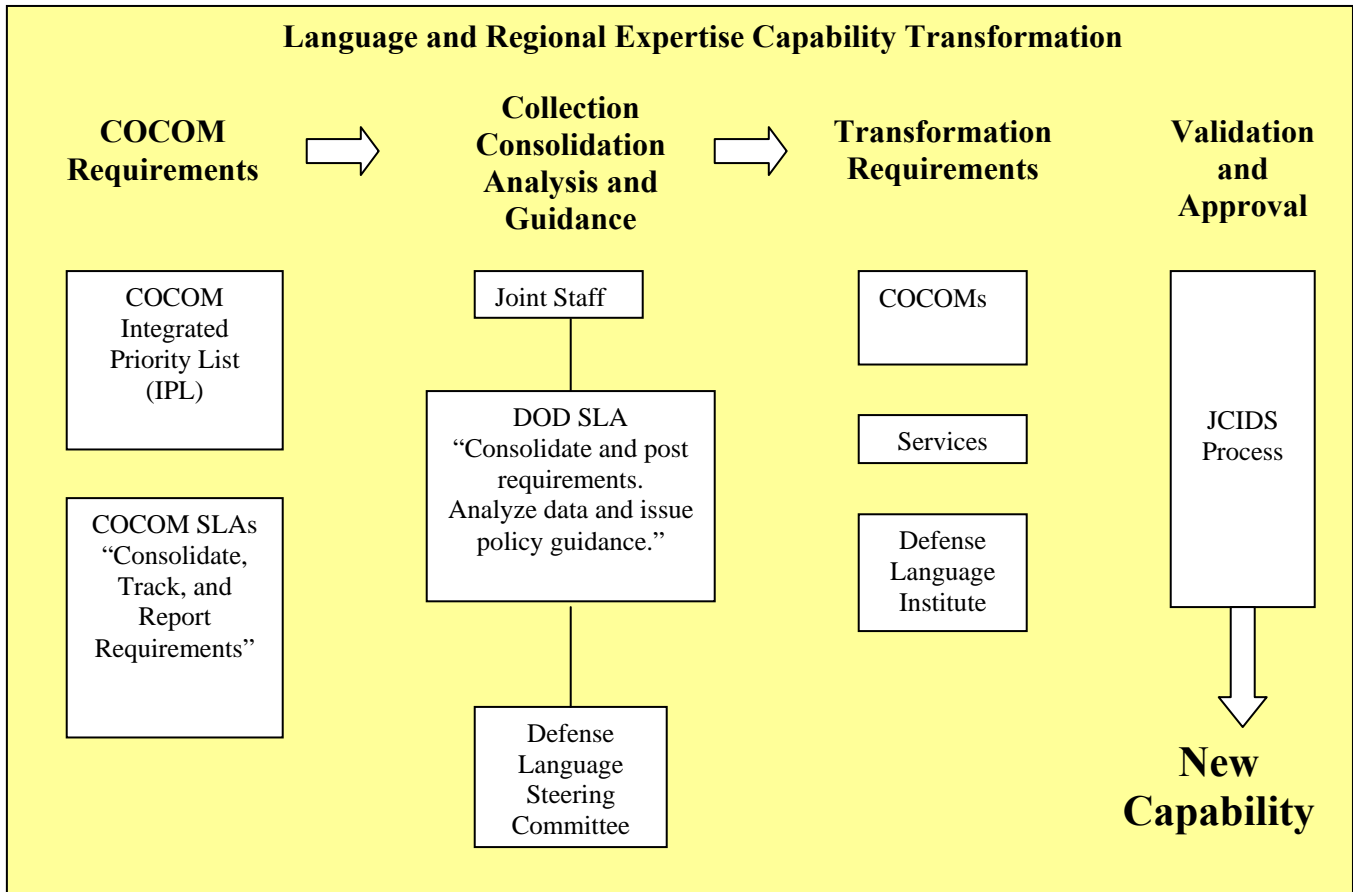 Language and Regional Expertise Capability Transformation
COCOM
Requirements
Collection
Consolidation
Analysis and
Guidance
Transformation
Requirements
Validation
and
Approval
COCOM
Integrated
Priority List
(IPL)
COCOM SLAs
“Consolidate,
Track, and
Report
Requirements”
Joint Staff
DOD SLA
“Consolidate and post
requirements.
Analyze data and issue
policy guidance.”
Defense
Language
Steering
Committee
COCOMs
Services
Defense
Language
Institute
JCIDS
Process
New
Capability